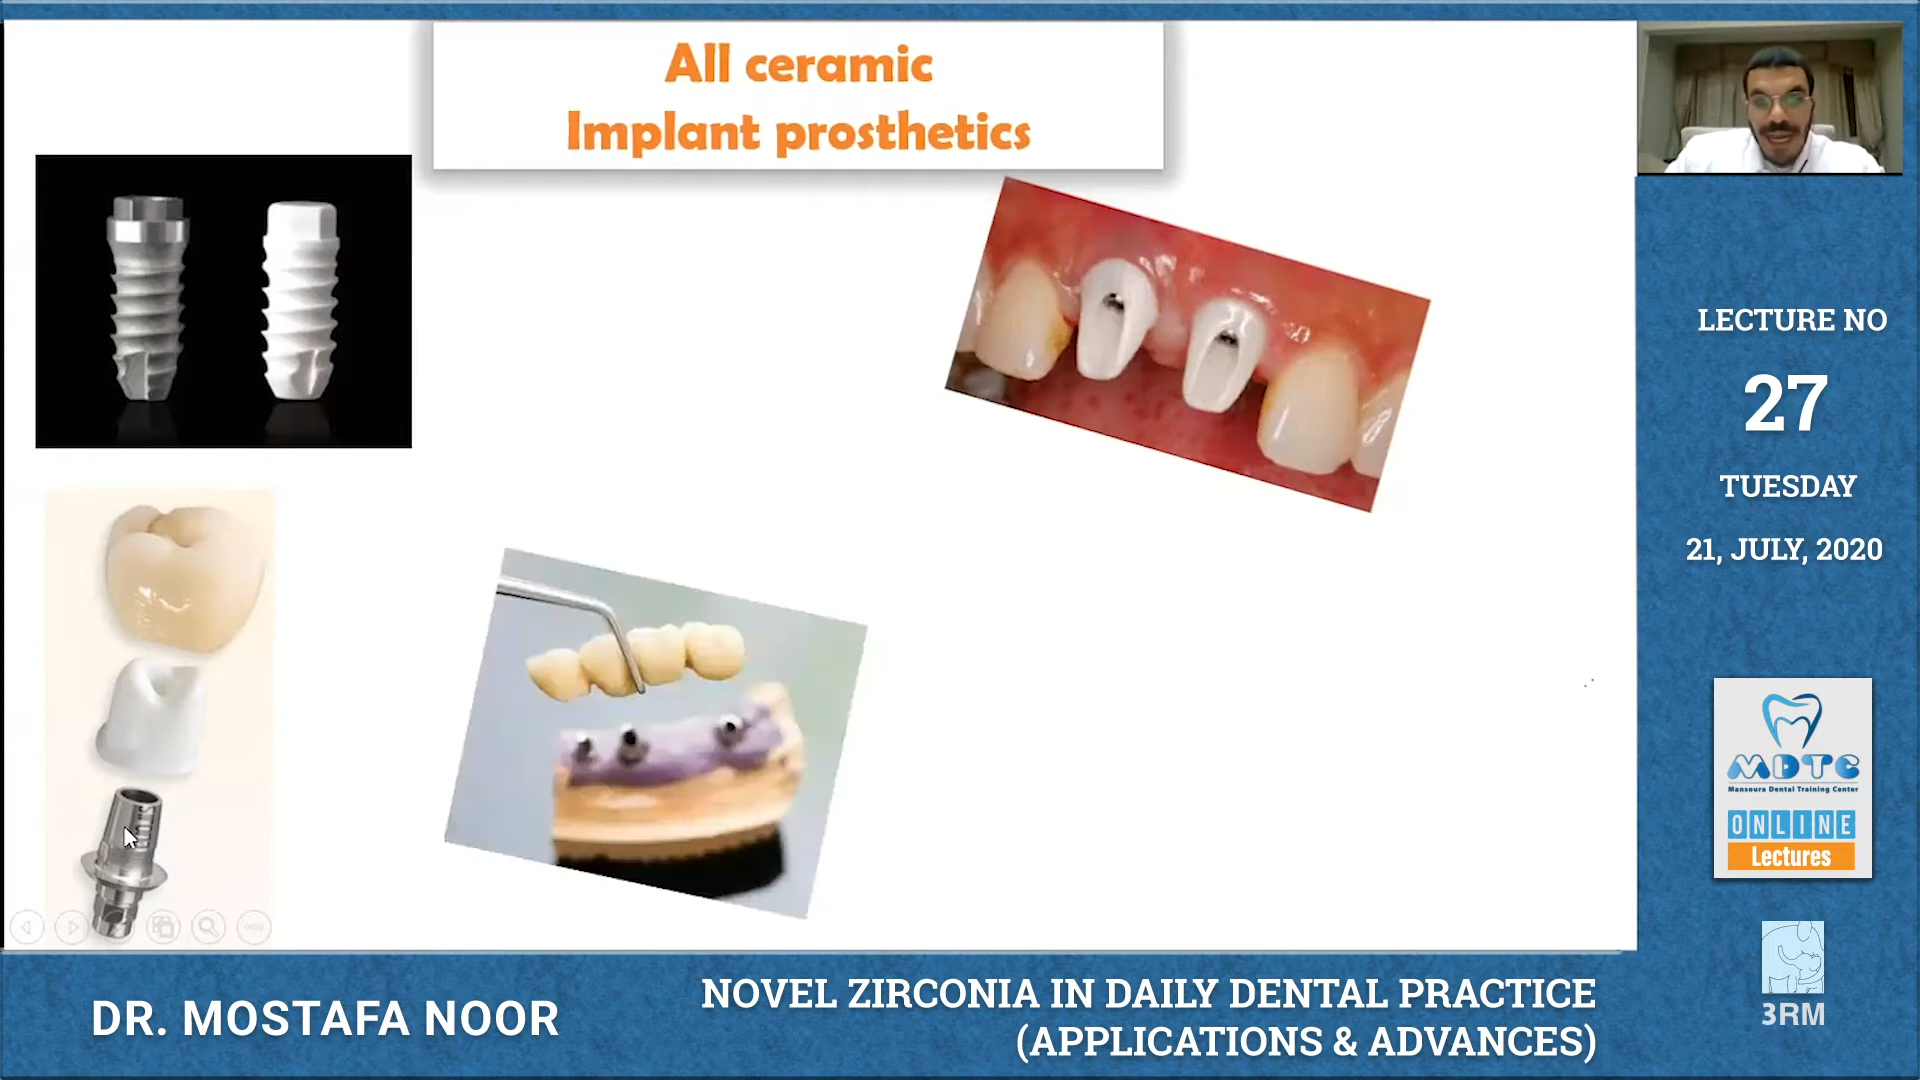 All ceramic
Implant prosthetics
LECTURE NO
27
TUESDAY
21, JULY, 2020
MDTC
Mansoura Dental Training Center
ONLINE
Lectures
3RM
DR. MOSTAFA NOOR
NOVEL ZIRCONIA IN DAILY DENTAL PRACTICE
(APPLICATIONS & ADVANCES)